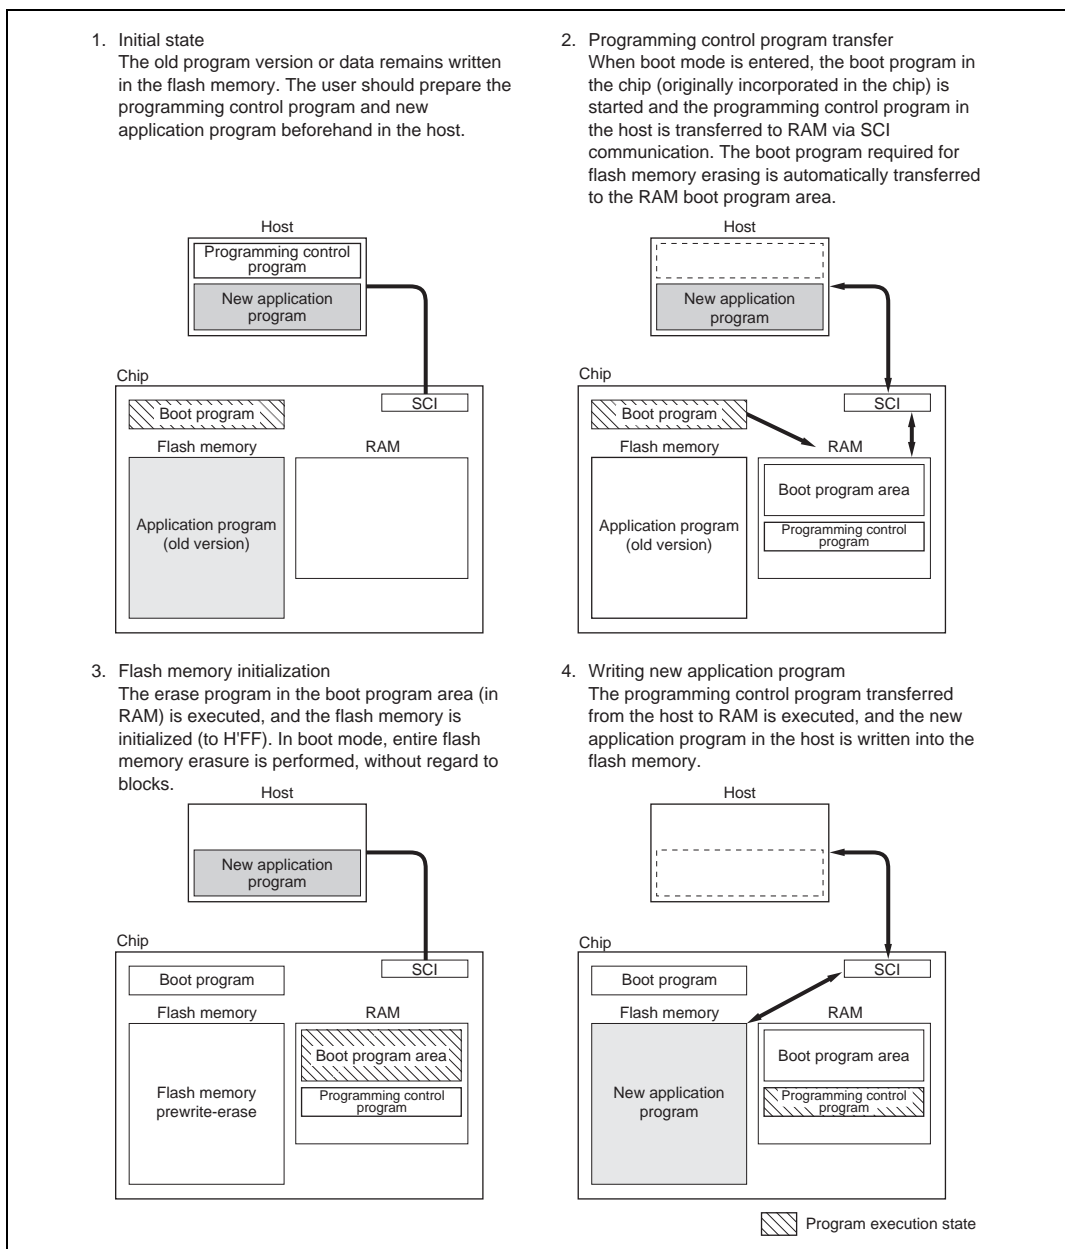 1. Initial state
The old program version or data remains written
in the flash memory. The user should prepare the
programming control program and new
application program beforehand in the host.
Host
Programming control
program
New application
program
Chip
SCI
Boot program
Flash memory
RAM
Application program
(old version)
2. Programming control program transfer
When boot mode is entered, the boot program in
the chip (originally incorporated in the chip) is
started and the programming control program in
the host is transferred to RAM via SCI
communication. The boot program required for
flash memory erasing is automatically transferred
to the RAM boot program area.
Host
New application
program
Chip
SCI
Boot program
Flash memory
RAM
Boot program area
Application program
(old version)
Programming control
program
3. Flash memory initialization
The erase program in the boot program area (in
RAM) is executed, and the flash memory is
initialized (to H'FF). In boot mode, entire flash
memory erasure is performed, without regard to
blocks.
Host
New application
program
Chip
SCI
Boot program
Flash memory
RAM
Boot program area
Flash memory
prewrite-erase
Programming control
program
4. Writing new application program
The programming control program transferred
from the host to RAM is executed, and the new
application program in the host is written into the
flash memory.
Host
Chip
SCI
Boot program
Flash memory
RAM
Boot program area
New application
program
Programming control
program
Program execution state